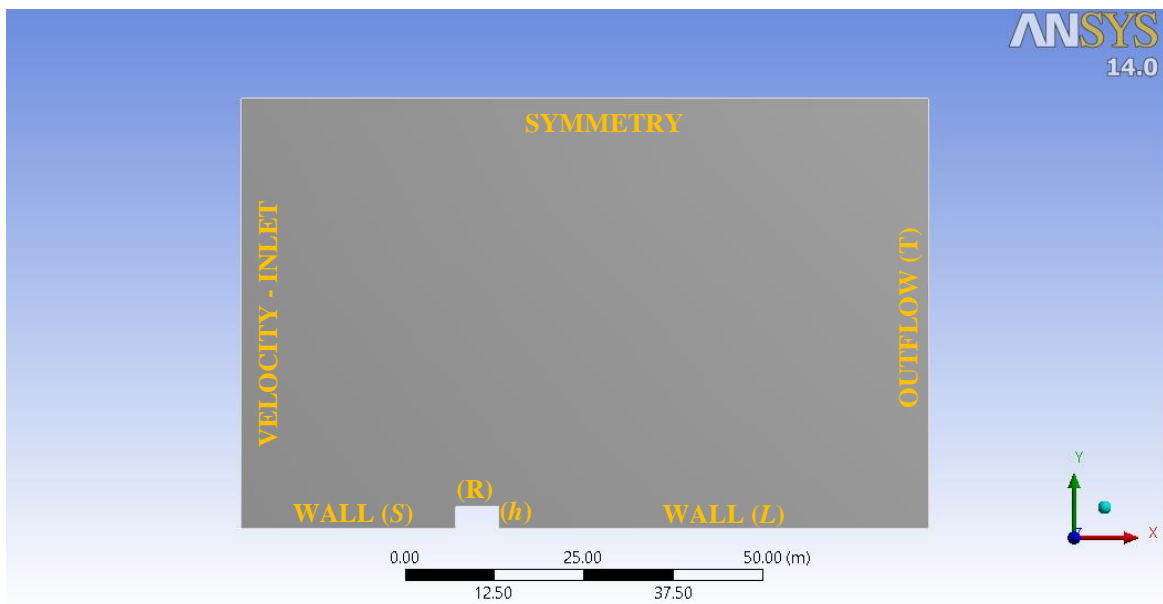 ANSYS
14.0
SYMMETRY
VELOCITY - INLET
OUTFLOW (T)
(R)
WALL (S)
(h)
WALL (L)
0.00 25.00 50.00 (m)
12.50 37.50
Y
Z
X